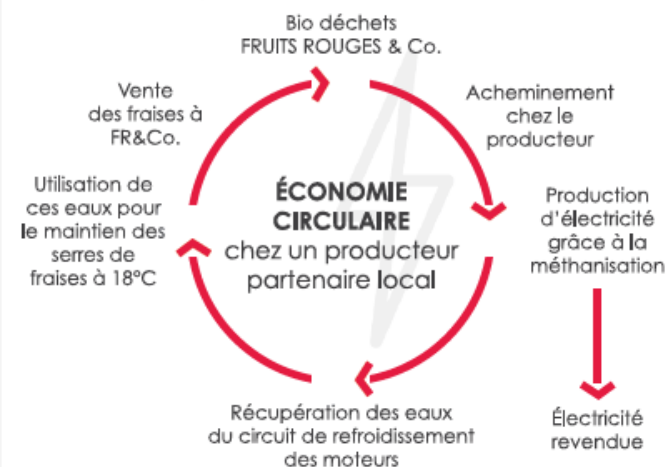 Bio déchets
FRUITS ROUGES & Co.
Acheminement
chez le
producteur
Production
d'électricité
grâce à la
méthanisation
Électricité
revendue
Récupération des eaux
du circuit de refroidissement
des moteurs
Utilisation de
ces eaux pour
le maintien des
serres de
fraises à 18°C
Vente
des fraises à
FR&Co.
ÉCONOMIE
CIRCULAIRE
chez un producteur
partenaire local